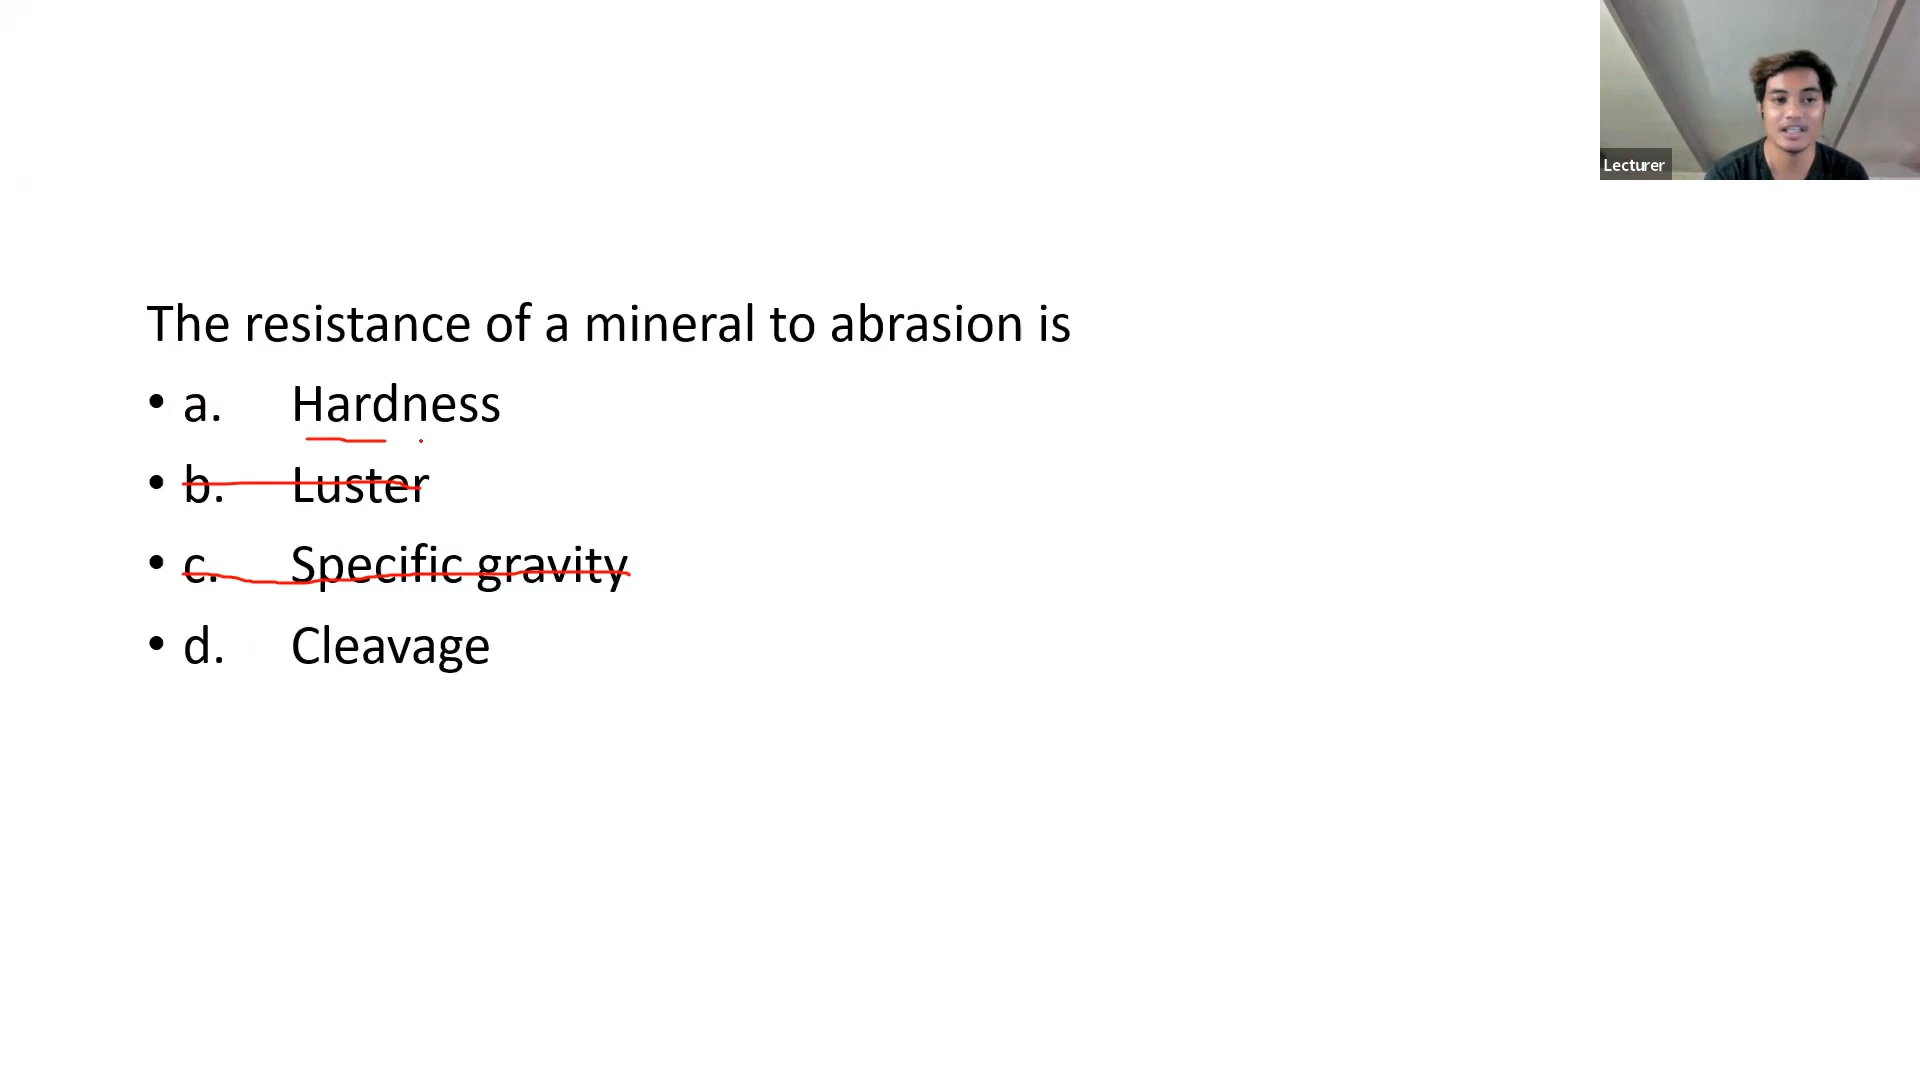 Lecturer
The resistance of a mineral to abrasion is
• a. Hardness
• b. Luster
• c. Specific gravity
• d. Cleavage